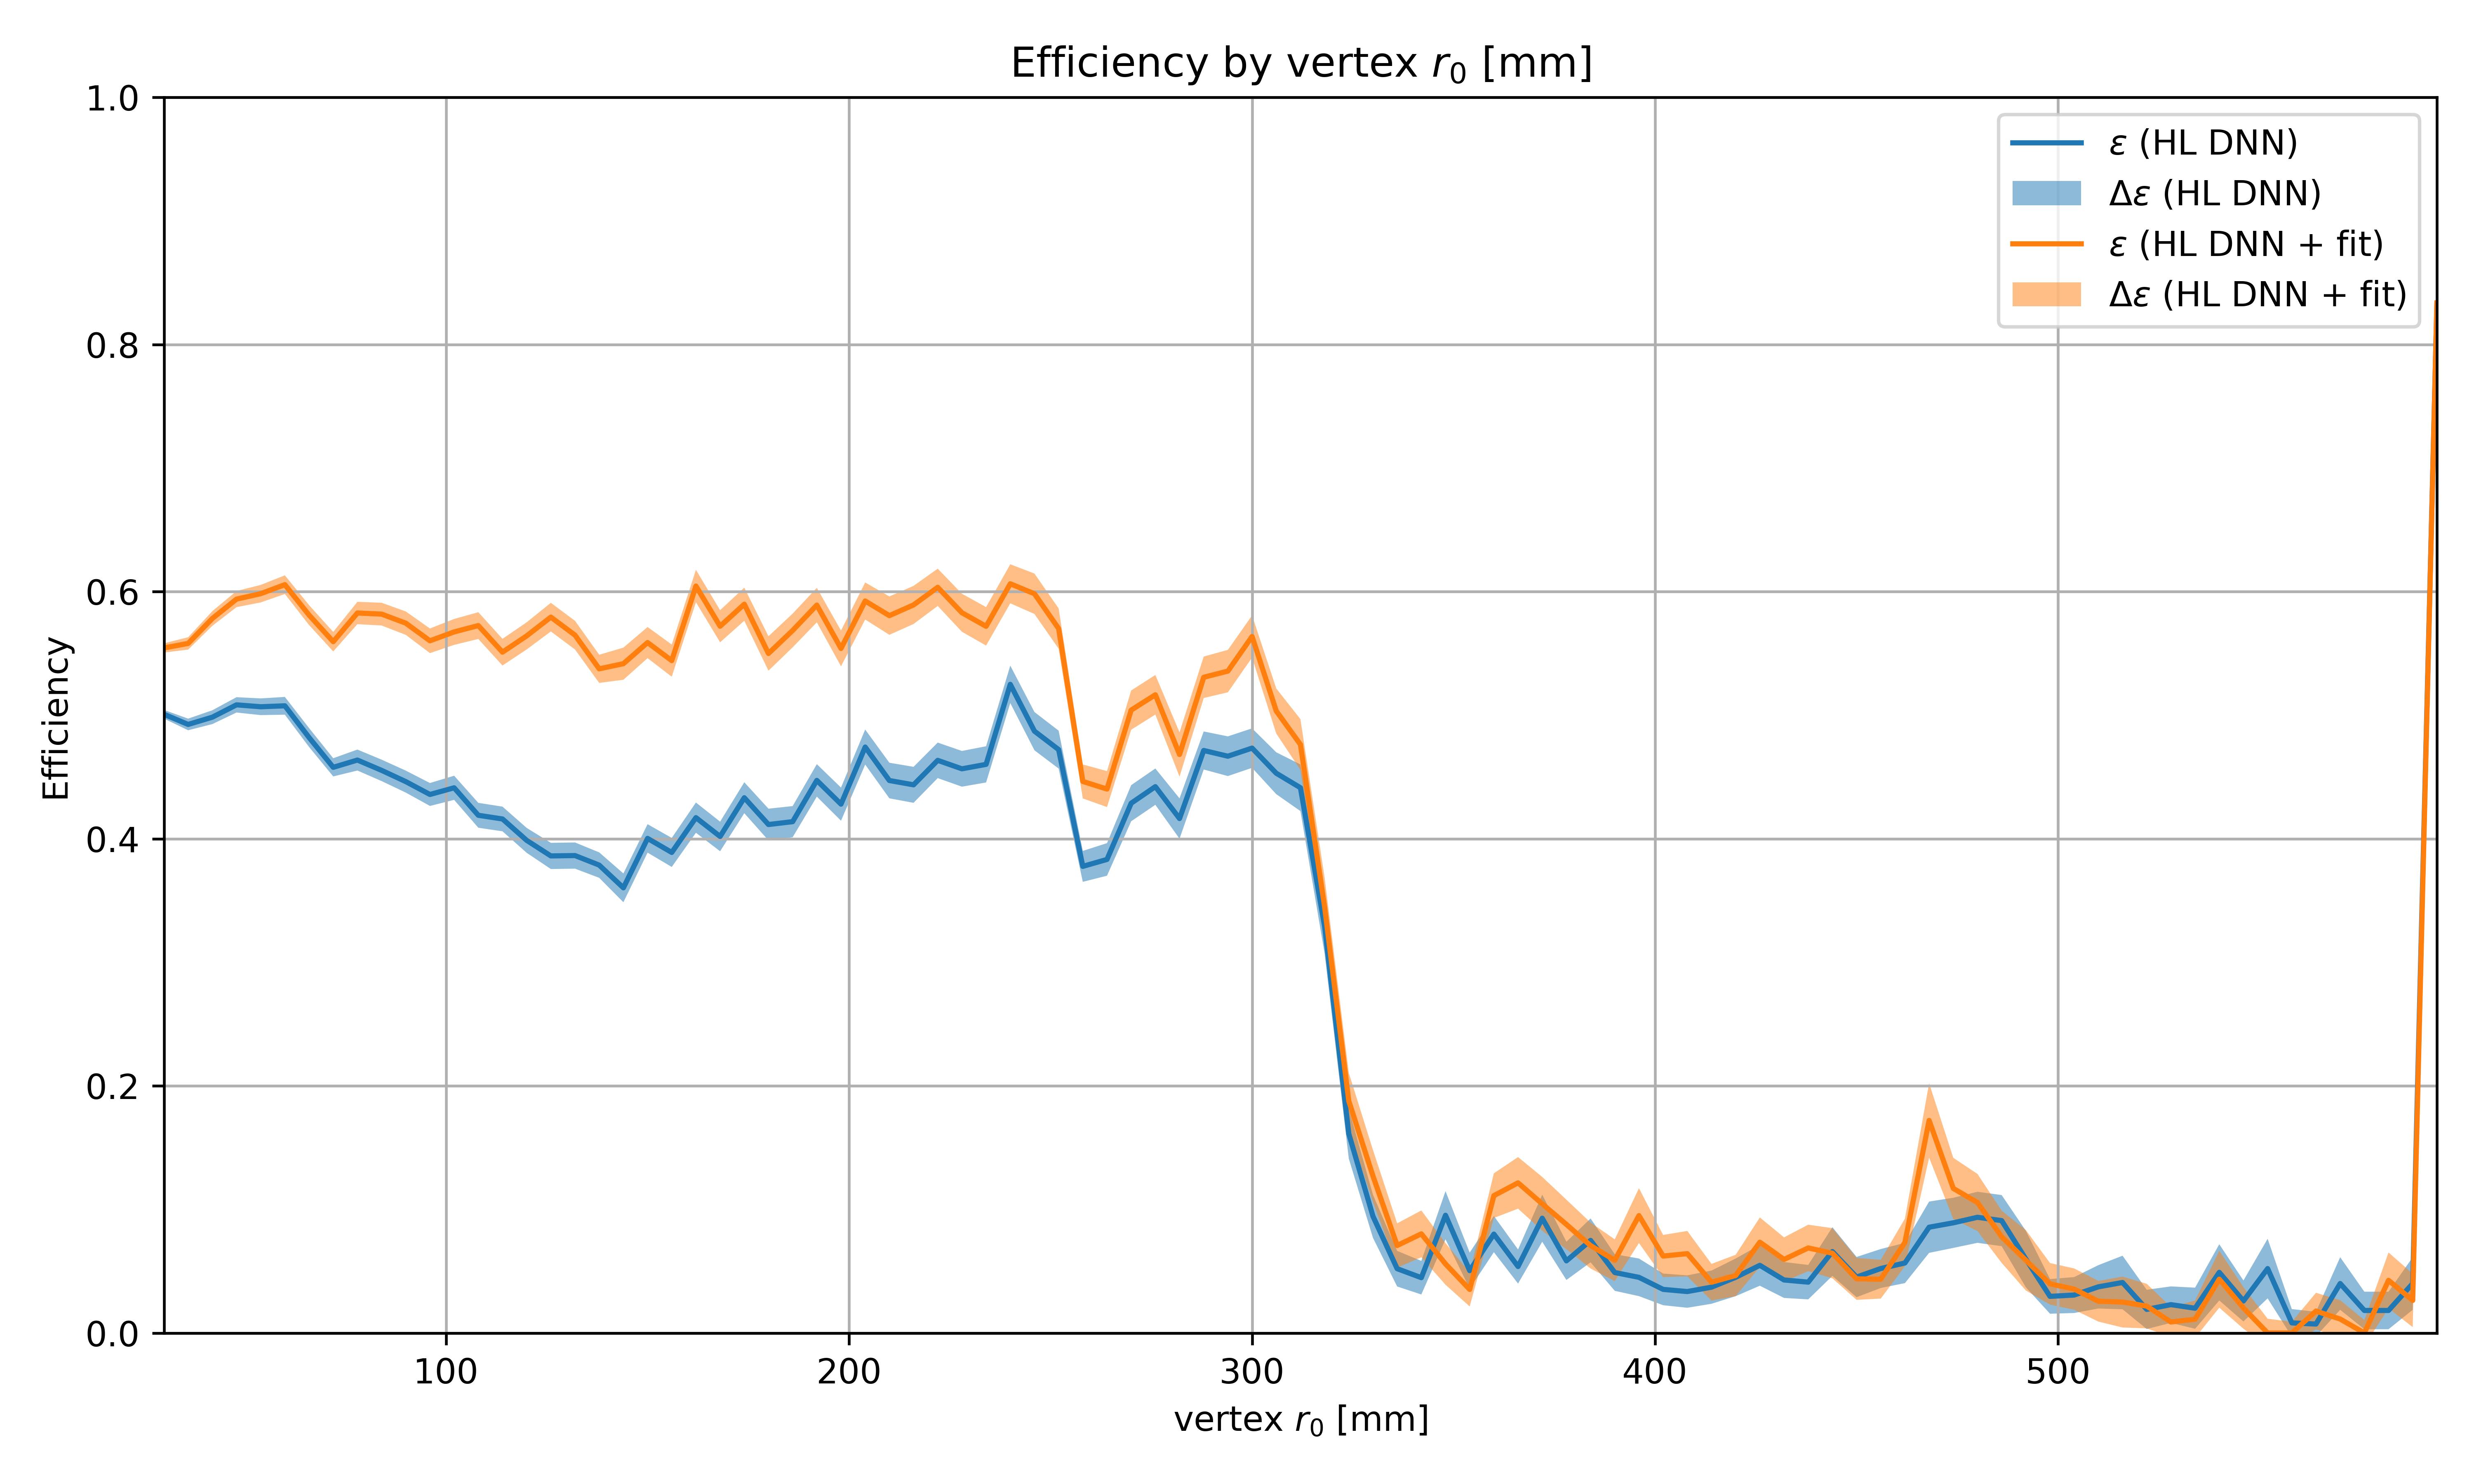 Efficiency by vertex r₀ [mm]
1.0
0.8
0.6
0.4
0.2
0.0
Efficiency
ε (HL DNN)
Δε (HL DNN)
ε (HL DNN + fit)
Δε (HL DNN + fit)
100 200 300 400 500
vertex r₀ [mm]